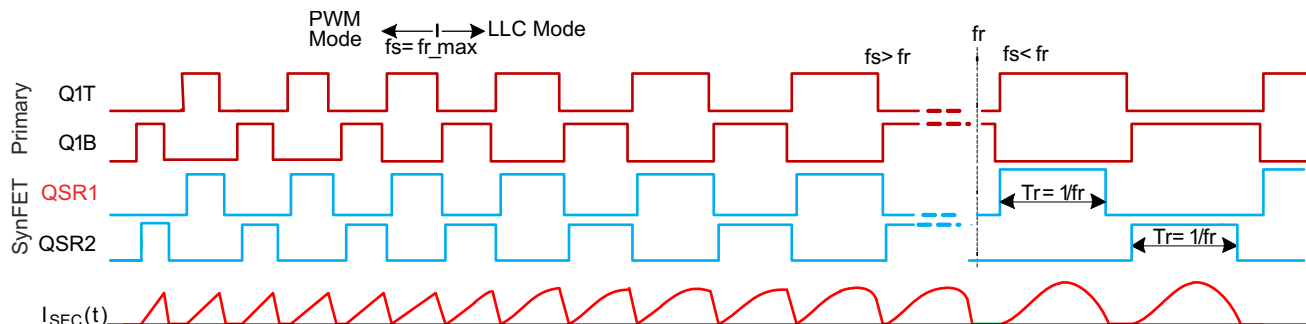 PWM Mode
LLC Mode
fs= fr_max
fs> fr
fr
fs< fr
Primary
Q1T
Q1B
SynFET
QSR1
Tr= 1/fr
QSR2
Tr= 1/fr
ISEC(t)